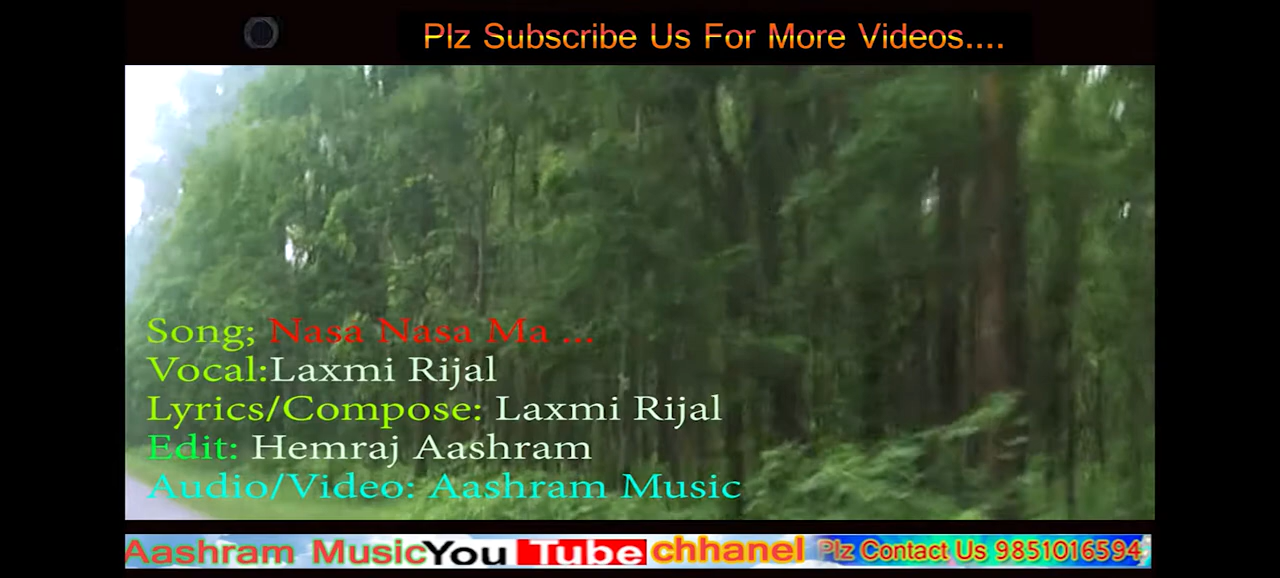 Plz Subscribe Us For More Videos....
Song; Nasa Nasa Ma ...
Vocal:Laxmi Rijal
Lyrics/Compose: Laxmi Rijal
Edit: Hemraj Aashram
Audio/Video: Aashram Music
Aashram MusicYou Tube chhanel Plz Contact Us 9851016594